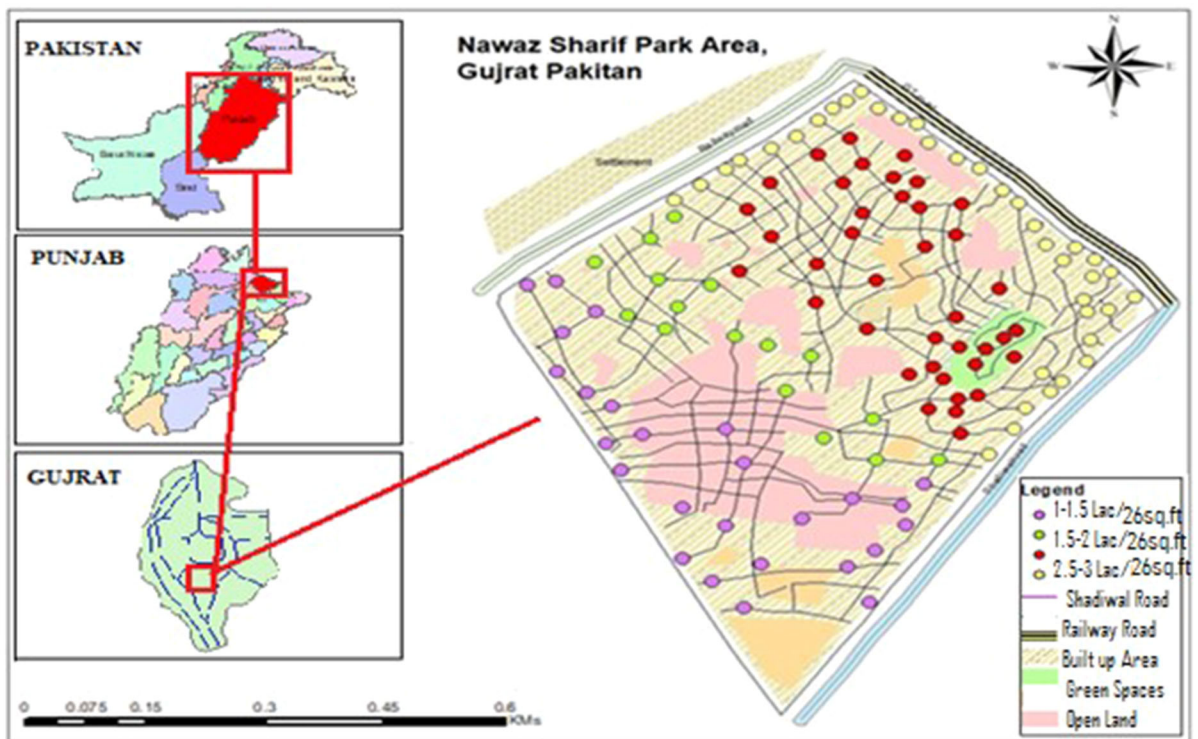 PAKISTAN
Punjab
Sind
PUNJAB
GUJRAT
Nawaz Sharif Park Area,
Gujrat Pakitan
N
W
E
S
Settlement
Legend
1-1.5 Lac/26sq.ft
1.5-2 Lac/26sq.ft
2.5-3 Lac/26sq.ft
Shadiwal Road
Railway Road
Built up Area
Green Spaces
Open Land
0 0.075 0.15 0.3 0.45 0.6
KMs